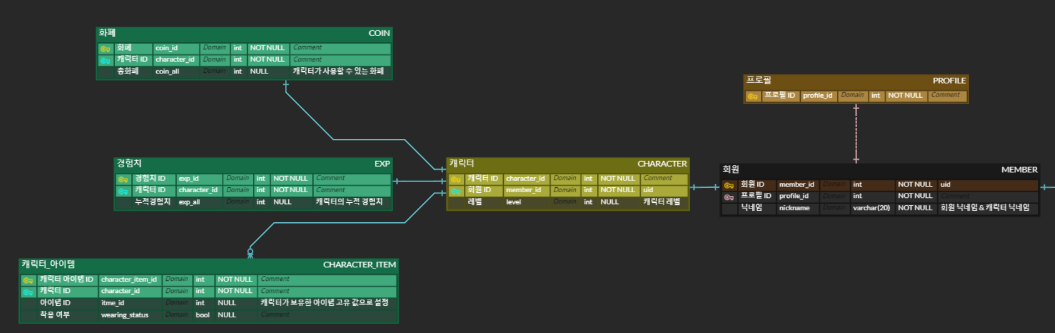 화폐 COIN
화폐 coin_id Domain int NOT NULL Comment
캐릭터 ID character_id Domain int NOT NULL Comment
총화폐 coin_all Domain int NULL 캐릭터가 사용할 수 있는 화폐
프로필 PROFILE
프로필 ID profile_id Domain int NOT NULL Comment
경험치 EXP
경험치 ID exp_id Domain int NOT NULL Comment
캐릭터 ID character_id Domain int NOT NULL Comment
누적경험치 exp_all Domain int NULL 캐릭터의 누적 경험치
캐릭터 CHARACTER
캐릭터 ID character_id Domain int NOT NULL Comment
회원 ID member_id Domain int NOT NULL uid
레벨 level Domain int NULL 캐릭터 레벨
회원 MEMBER
회원 ID member_id Domain int NOT NULL uid
프로필 ID profile_id Domain int NOT NULL Comment
닉네임 nickname Domain varchar(20) NOT NULL 회원 닉네임 & 캐릭터 닉네임
캐릭터_아이템 CHARACTER_ITEM
캐릭터 아이템 ID character_item_id Domain int NOT NULL Comment
캐릭터 ID character_id Domain int NOT NULL Comment
아이템 ID itme_id Domain int NULL 캐릭터가 보유한 아이템 고유 값으로 설정
착용 여부 wearing_status Domain bool NULL Comment